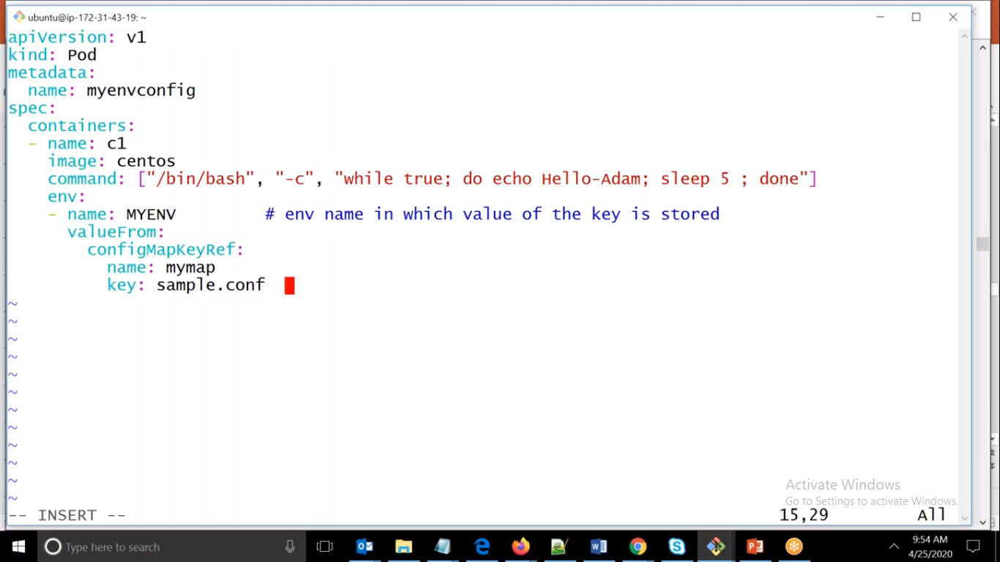 ubuntu@ip-172-31-43-19: ~
apiVersion: v1
kind: Pod
metadata:
  name: myenvconfig
spec:
  containers:
  - name: c1
    image: centos
    command: ["/bin/bash", "-c", "while true; do echo Hello-Adam; sleep 5 ; done"]
    env:
    - name: MYENV         # env name in which value of the key is stored
      valueFrom:
        configMapKeyRef:
          name: mymap
          key: sample.conf
~
~
~
~
~
~
~
~
~
~
~
~
Activate Windows
Go to Settings to activate Windows.
-- INSERT -- 15,29 All
Type here to search
9:54 AM
4/25/2020